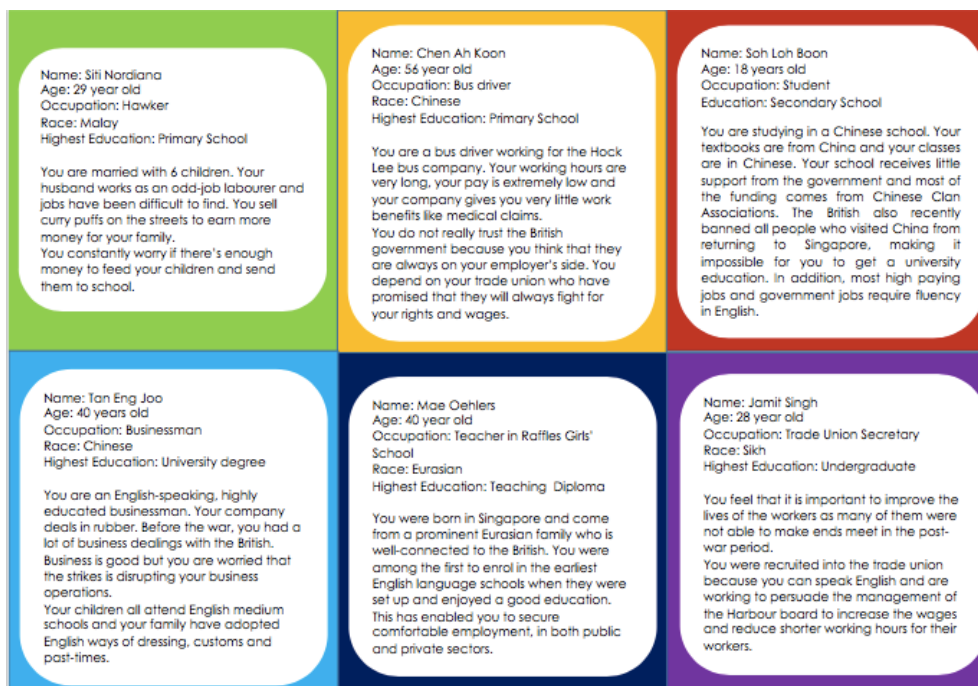 Name: Siti Nordiana
Age: 29 year old
Occupation: Hawker
Race: Malay
Highest Education: Primary School
You are married with 6 children. Your
husband works as an odd-job labourer and
jobs have been difficult to find. You sell
curry puffs on the streets to earn more
money for your family.
You constantly worry if there's enough
money to feed your children and send
them to school.
Name: Chen Ah Koon
Age: 56 year old
Occupation: Bus driver
Race: Chinese
Highest Education: Primary School
You are a bus driver working for the Hock
Lee bus company. Your working hours are
very long, your pay is extremely low and
your company gives you very little work
benefits like medical claims.
You do not really trust the British
government because you think that they
are always on your employer's side. You
depend on your trade union who have
promised that they will always fight for
your rights and wages.
Name: Soh Loh Boon
Age: 18 years old
Occupation: Student
Education: Secondary School
You are studying in a Chinese school. Your
textbooks are from China and your classes
are in Chinese. Your school receives little
support from the government and most of
the funding comes from Chinese Clan
Associations. The British also recently
banned all people who visited China from
returning to Singapore, making it
impossible for you to get a university
education. In addition, most high paying
jobs and government jobs require fluency
in English.
Name: Tan Eng Joo
Age: 40 years old
Occupation: Businessman
Race: Chinese
Highest Education: University degree
You are an English-speaking, highly
educated businessman. Your company
deals in rubber. Before the war, you had a
lot of business dealings with the British.
Business is good but you are worried that
the strikes is disrupting your business
operations.
Your children all attend English medium
schools and your family have adopted
English ways of dressing, customs and
past-times.
Name: Mae Oehlers
Age: 40 year old
Occupation: Teacher in Raffles Girls'
School
Race: Eurasian
Highest Education: Teaching Diploma
You were born in Singapore and come
from a prominent Eurasian family who is
well-connected to the British. You were
among the first to enrol in the earliest
English language schools when they were
set up and enjoyed a good education.
This has enabled you to secure
comfortable employment, in both public
and private sectors.
Name: Jamit Singh
Age: 28 year old
Occupation: Trade Union Secretary
Race: Sikh
Highest Education: Undergraduate
You feel that it is important to improve the
lives of the workers as many of them were
not able to make ends meet in the post-
war period.
You were recruited into the trade union
because you can speak English and are
working to persuade the management of
the Harbour board to increase the wages
and reduce shorter working hours for their
workers.